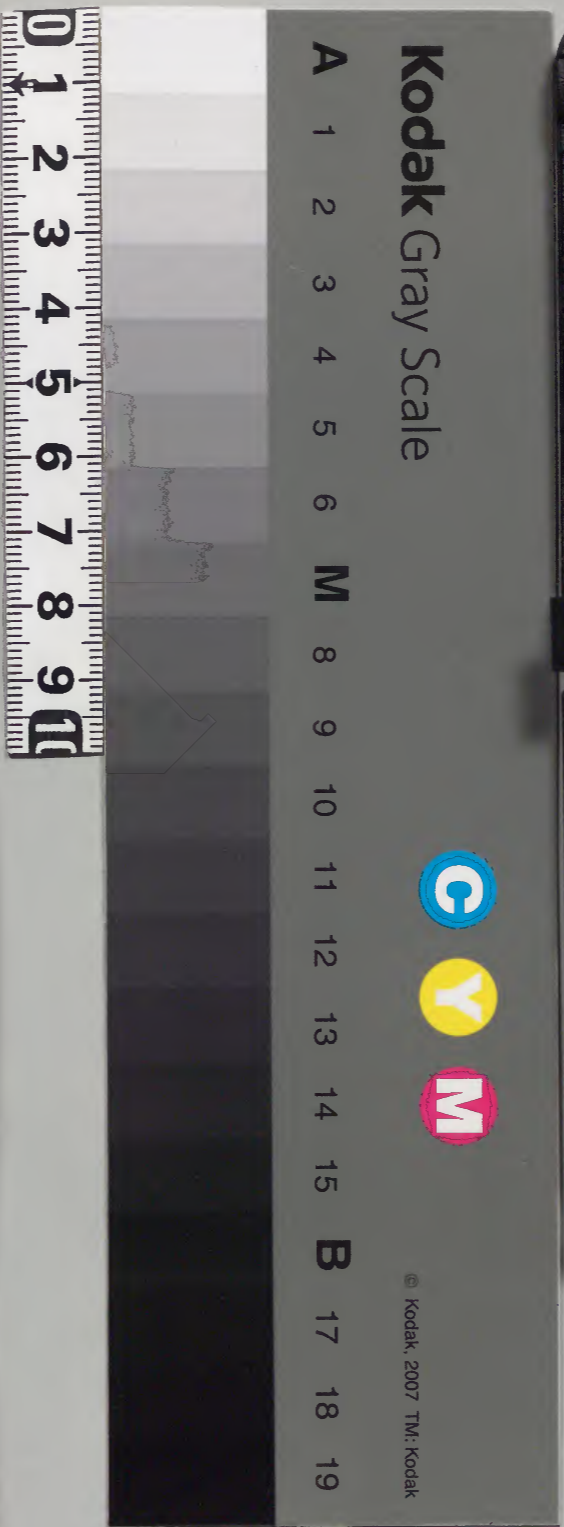 Kodak Gray Scale
C Y M
© Kodak, 2007 TM: Kodak
A 1 2 3 4 5 6 M 8 9 10 11 12 13 14 15 B 17 18 19
0 1 2 3 4 5 6 7 8 9 10